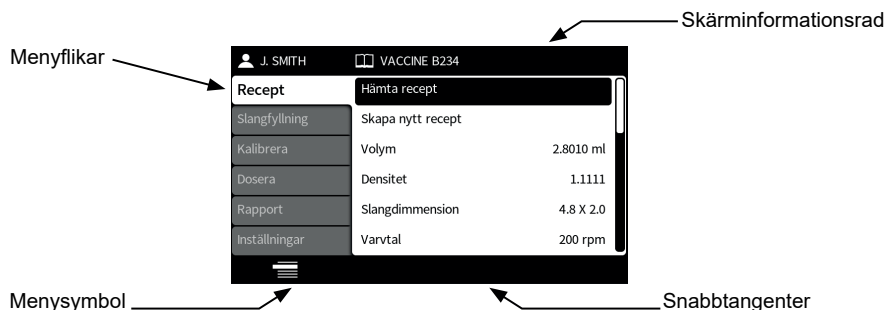 Skärminformationsrad
Menyflikar
J. SMITH VACCINE B234
Recept Hämta recept
Slangfyllning Skapa nytt recept
Kalibrera Volym 2.8010 ml
Dosera Densitet 1.1111
Rapport Slangdimmension 4.8 X 2.0
Inställningar Varvtal 200 rpm
Menysymbol Snabbtangenter